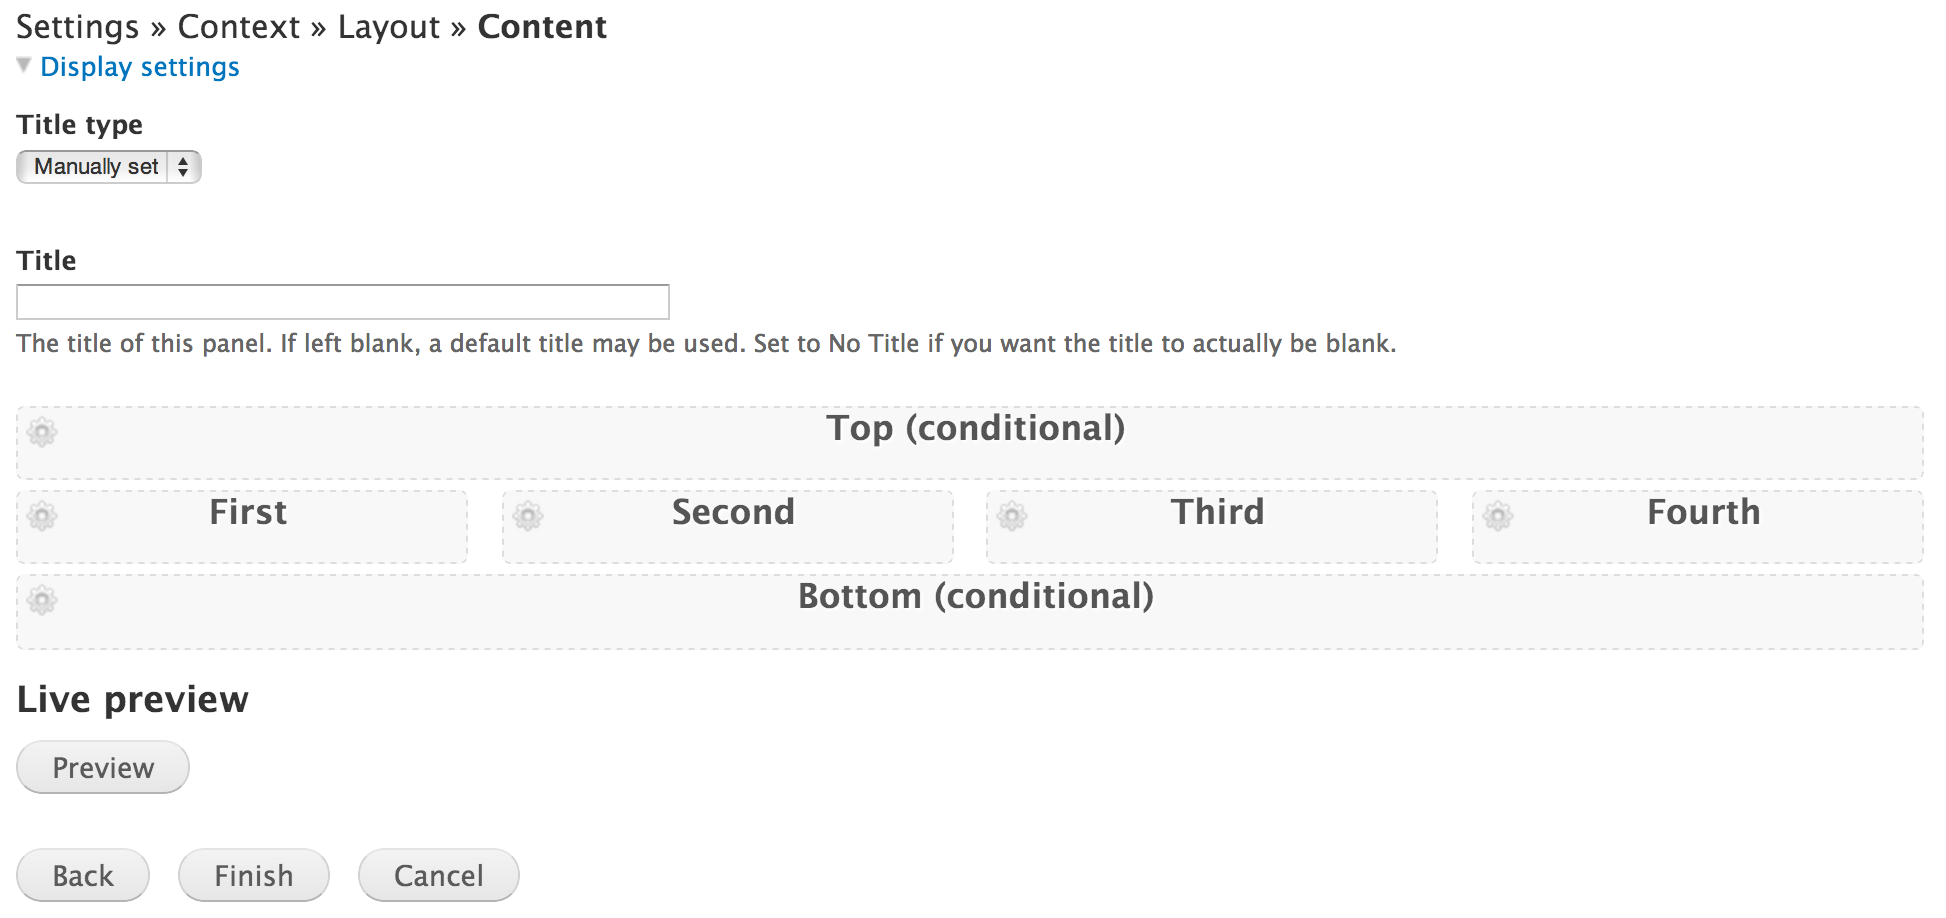 Settings » Context » Layout » Content
Display settings
Title type
Manually set
Title
The title of this panel. If left blank, a default title may be used. Set to No Title if you want the title to actually be blank.
Top (conditional)
First Second Third Fourth
Bottom (conditional)
Live preview
Preview
Back Finish Cancel